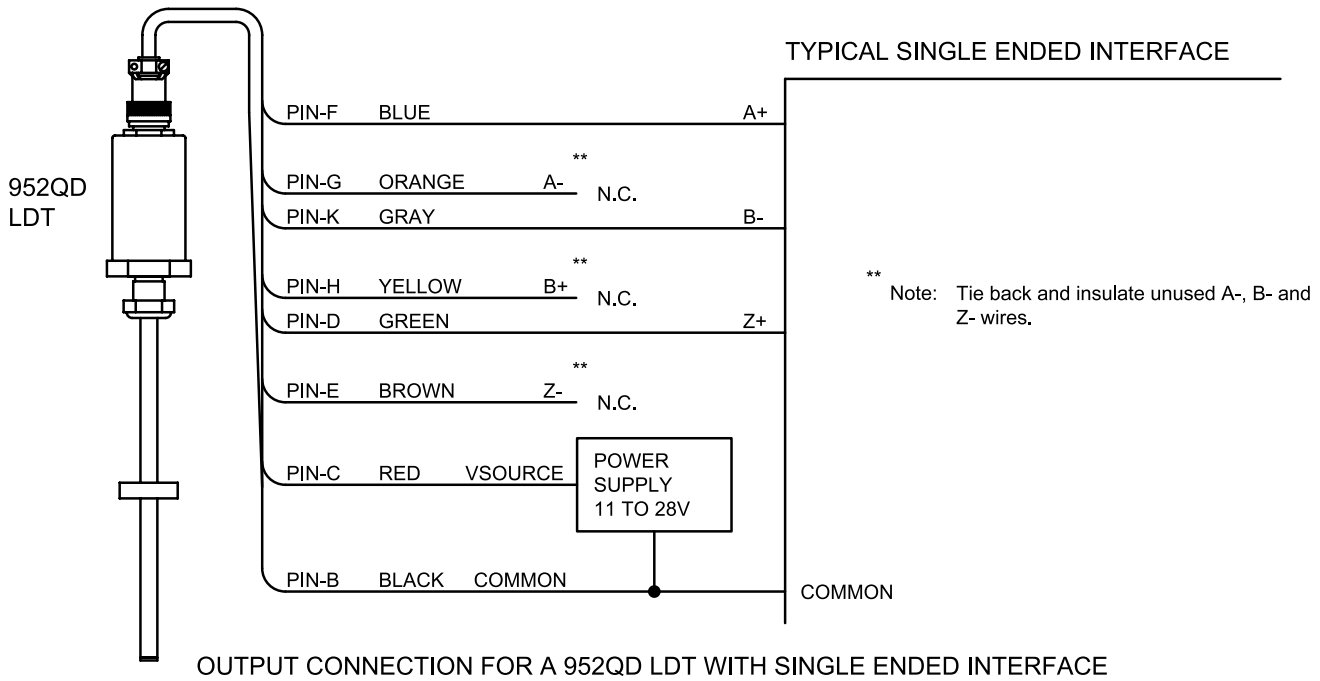 TYPICAL SINGLE ENDED INTERFACE
952QD
LDT
PIN-F BLUE A+
**
PIN-G ORANGE A- N.C.
PIN-K GRAY B-
**
PIN-H YELLOW B+ N.C.
PIN-D GREEN Z+
**
PIN-E BROWN Z- N.C.
** Note: Tie back and insulate unused A-, B- and
Z- wires.
PIN-C RED VSOURCE
POWER
SUPPLY
11 TO 28V
PIN-B BLACK COMMON
COMMON
OUTPUT CONNECTION FOR A 952QD LDT WITH SINGLE ENDED INTERFACE